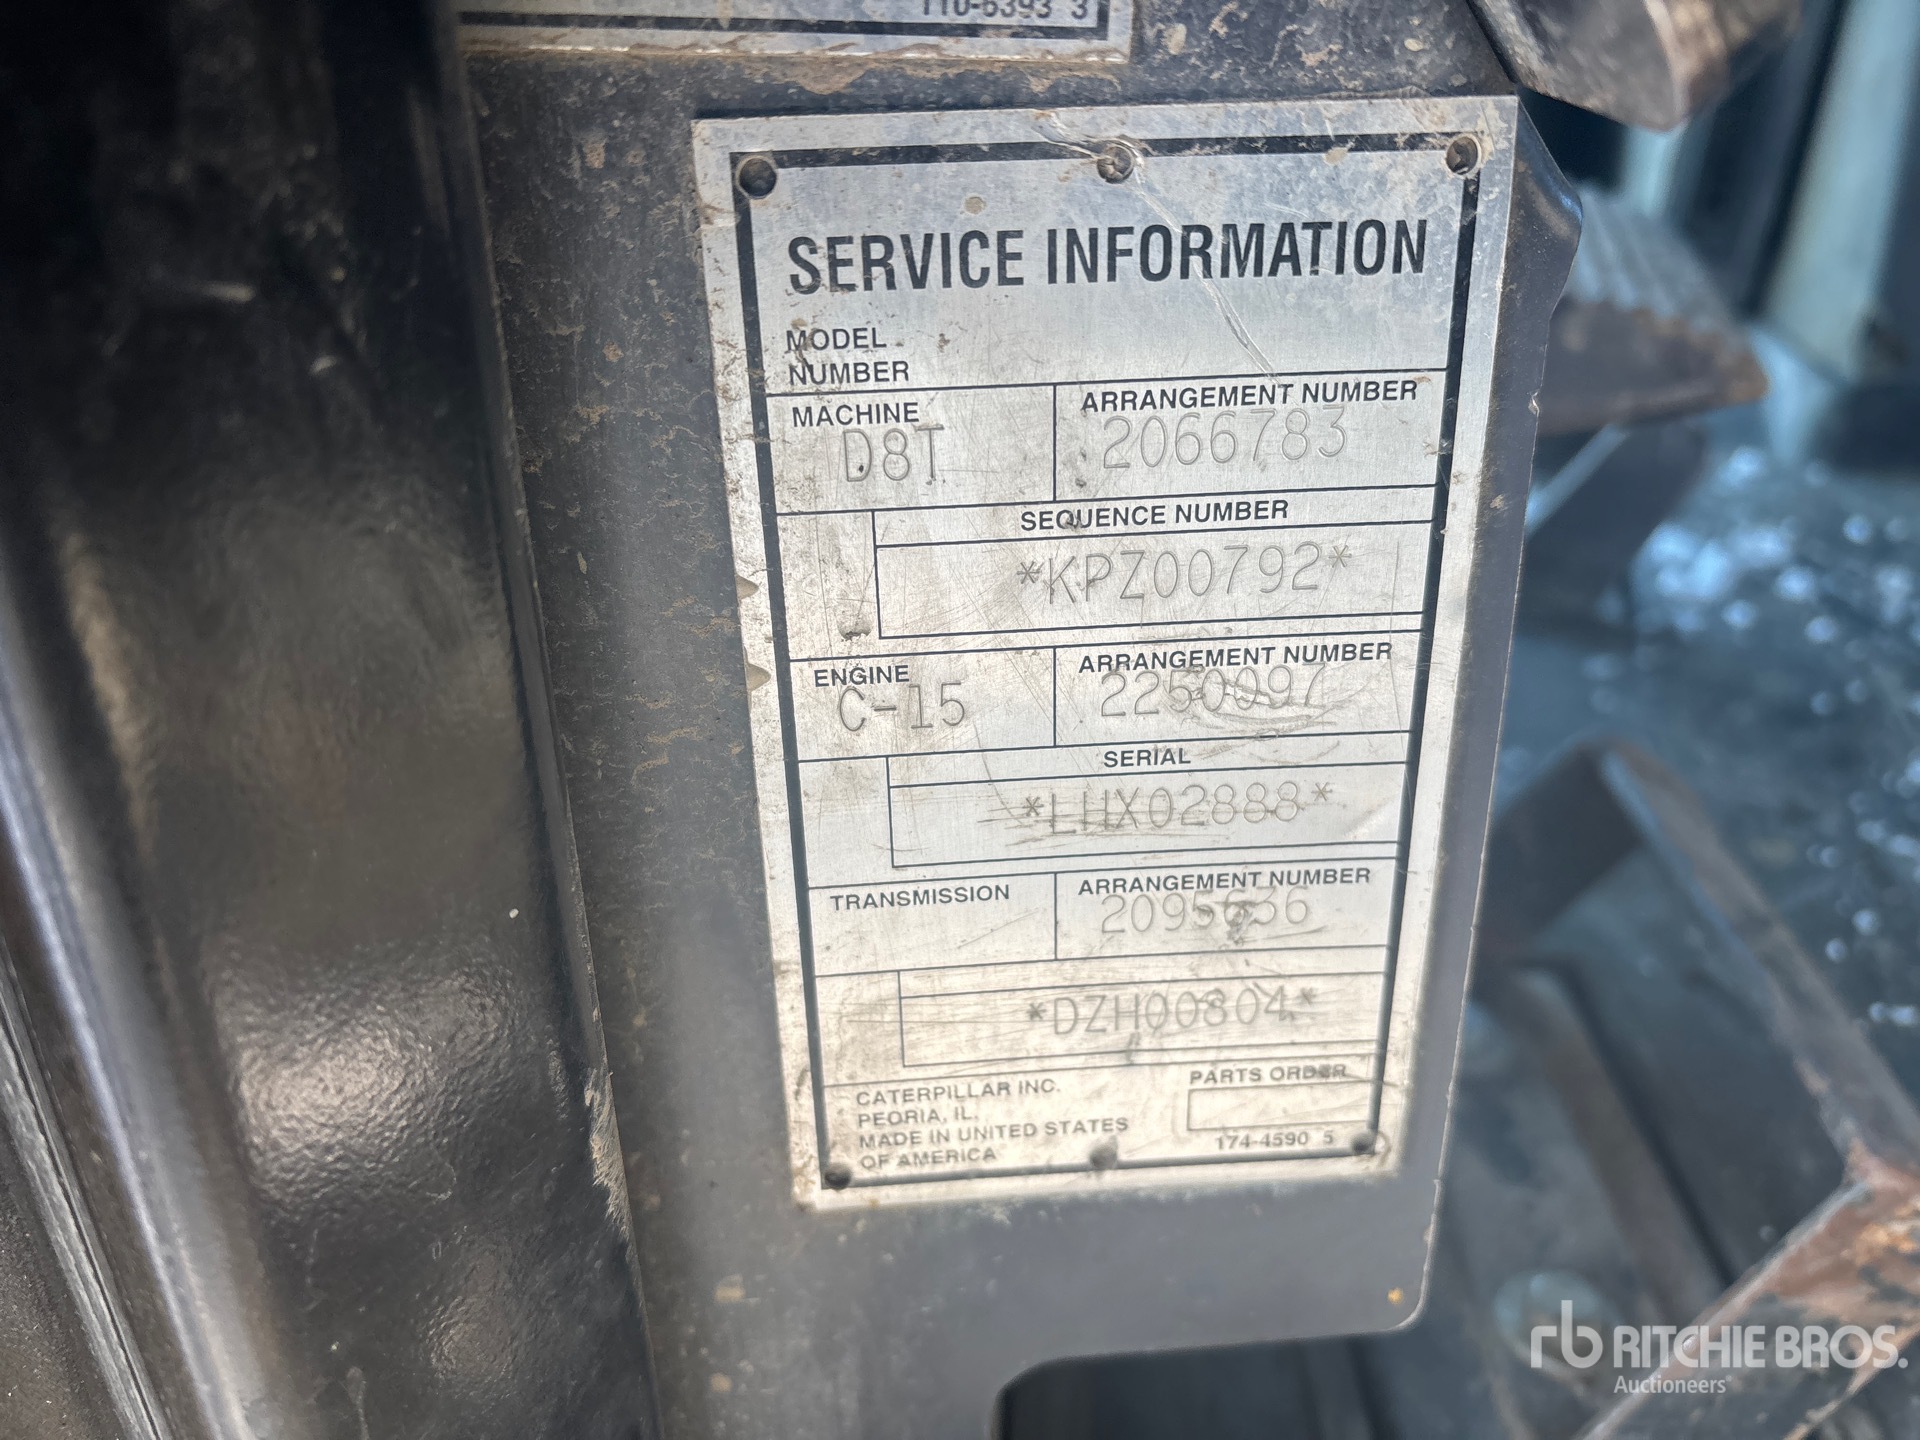 110-6393 3
SERVICE INFORMATION
MODEL
NUMBER
MACHINE
D8T
ARRANGEMENT NUMBER
2066783
SEQUENCE NUMBER
*KPZ00792*
ENGINE
C-15
ARRANGEMENT NUMBER
2250097
SERIAL
*LHX02888*
TRANSMISSION
ARRANGEMENT NUMBER
2095636
*DZH00804*
CATERPILLAR INC.
PEORIA, IL.
MADE IN UNITED STATES
OF AMERICA
PARTS ORDER
174-4590 5
rb RITCHIE BROS.
Auctioneers